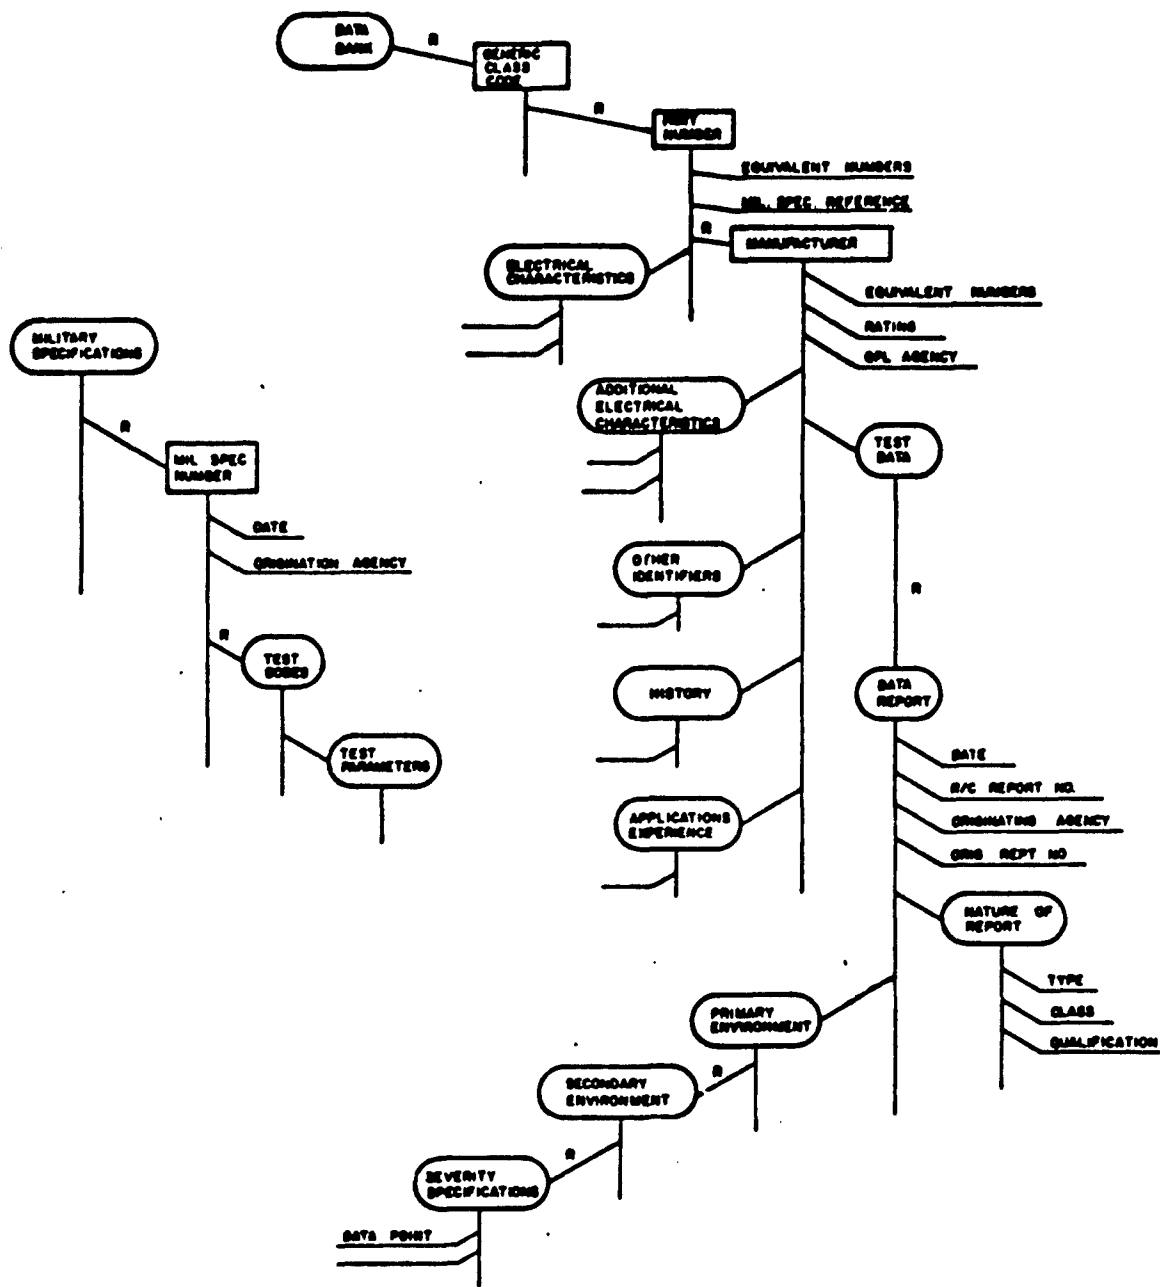 DATA
BANK
R
GENERIC
CLASS
CODE
R
NUMBER
EQUIVALENT NUMBERS
MIL. SPEC. REFERENCE
R
MANUFACTURER
ELECTRICAL
CHARACTERISTICS
EQUIVALENT NUMBERS
RATING
QPL AGENCY
MILITARY
SPECIFICATIONS
ADDITIONAL
ELECTRICAL
CHARACTERISTICS
R
TEST
DATA
MIL SPEC
NUMBER
DATE
ORIGINATION AGENCY
OTHER
IDENTIFIERS
R
R
TEST
CODES
HISTORY
DATA
REPORT
TEST
PARAMETERS
DATE
R/C REPORT NO.
APPLICATIONS
EXPERIENCE
ORIGINATING AGENCY
ORIG REPT NO
NATURE OF
REPORT
TYPE
CLASS
QUALIFICATION
PRIMARY
ENVIRONMENT
R
SECONDARY
ENVIRONMENT
R
SEVERITY
SPECIFICATIONS
DATA POINT